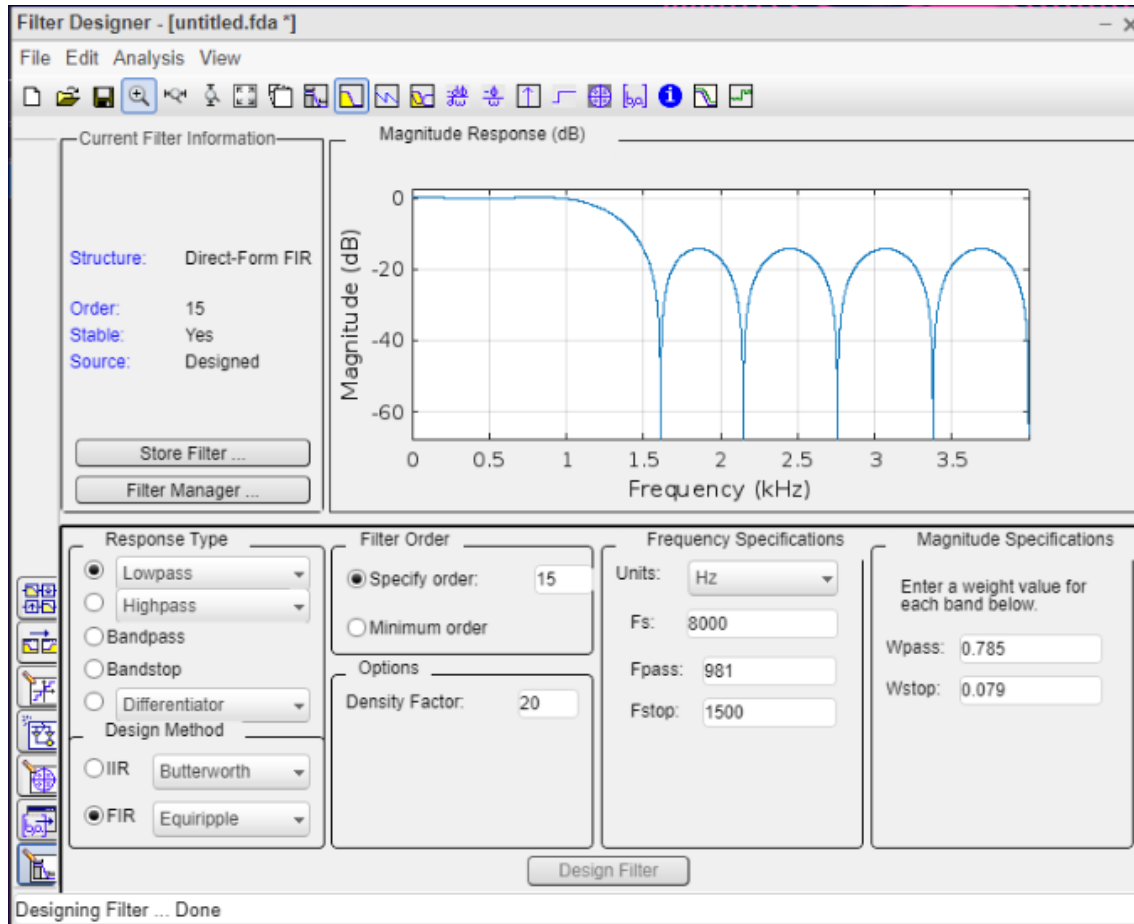 Filter Designer - [untitled.fda *]
File Edit Analysis View
Current Filter Information
Structure: Direct-Form FIR
Order: 15
Stable: Yes
Source: Designed
Store Filter ...
Filter Manager ...
Magnitude Response (dB)
Magnitude (dB)
0
-20
-40
-60
0 0.5 1 1.5 2 2.5 3 3.5
Frequency (kHz)
Response Type
Lowpass
Highpass
Bandpass
Bandstop
Differentiator
Design Method
IIR Butterworth
FIR Equiripple
Filter Order
Specify order: 15
Minimum order
Options
Density Factor: 20
Frequency Specifications
Units: Hz
Fs: 8000
Fpass: 981
Fstop: 1500
Magnitude Specifications
Enter a weight value for
each band below.
Wpass: 0.785
Wstop: 0.079
Design Filter
Designing Filter ... Done